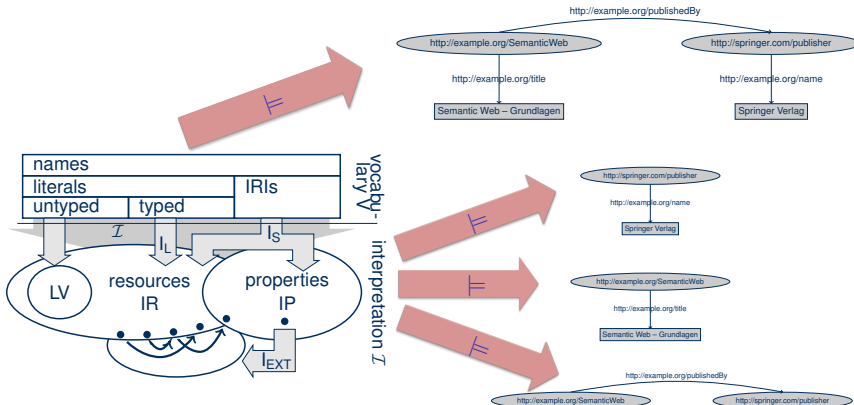 http://example.org/publishedBy
http://example.org/SemanticWeb
http://springer.com/publisher
http://example.org/title
http://example.org/name
Semantic Web – Grundlagen
Springer Verlag
⊨
names
literals
IRIs
untyped
typed
vocabu-
lary V
I
I_L
I_S
LV
resources
IR
properties
IP
I_EXT
interpretation I
⊨
http://springer.com/publisher
http://example.org/name
Springer Verlag
⊨
http://example.org/SemanticWeb
http://example.org/title
Semantic Web – Grundlagen
⊨
http://example.org/publishedBy
http://example.org/SemanticWeb
http://springer.com/publisher